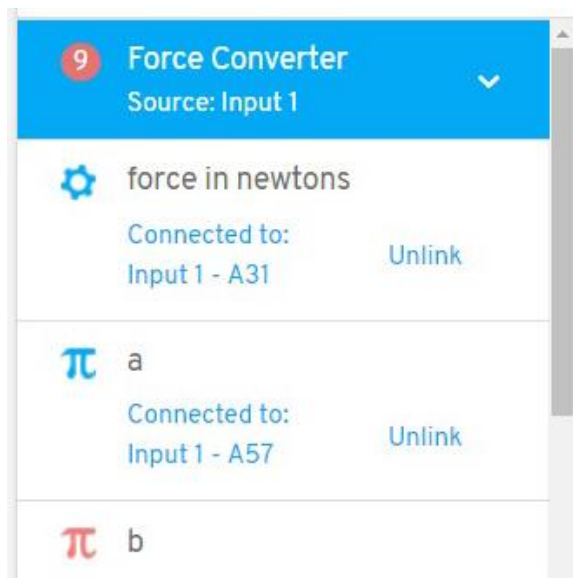 9 Force Converter
Source: Input 1
force in newtons
Connected to:
Input 1 - A31
Unlink
π a
Connected to:
Input 1 - A57
Unlink
π b